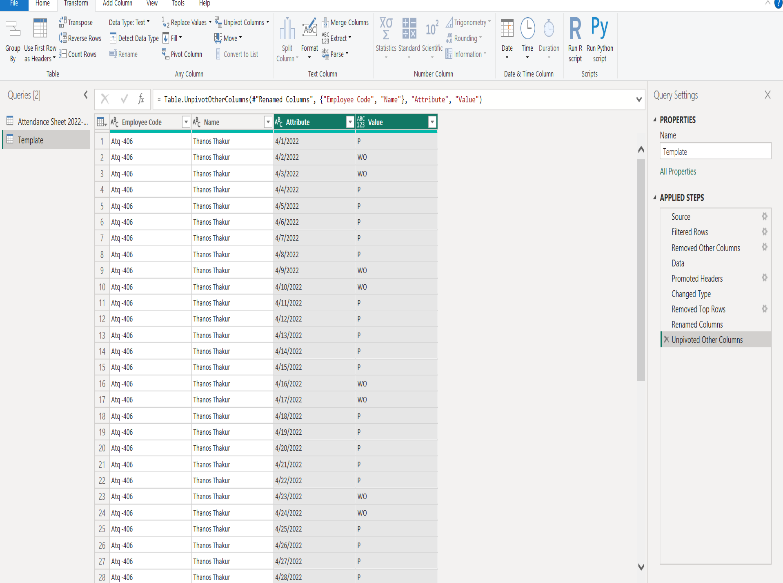 File Home Transform Add Column View Tools Help
Group By
Use First Row as Headers
Transpose
Reverse Rows
Count Rows
Table
Data Type: Text
Detect Data Type
Rename
Replace Values
Fill
Pivot Column
Unpivot Columns
Move
Convert to List
Any Column
Split Column
Format
ABC
Merge Columns
Extract
Parse
Text Column
Statistics
Standard
Scientific
10²
Trigonometry
Rounding
Information
Number Column
Date
Time
Duration
Date & Time Column
R
Run R script
Py
Run Python script
Scripts
Queries [2]
Attendance Sheet 2022-...
Template
fx
= Table.UnpivotOtherColumns(#"Renamed Columns", {"Employee Code", "Name"}, "Attribute", "Value")
Employee Code Name Attribute Value
1 Atq -406 Thanos Thakur 4/1/2022 P
2 Atq -406 Thanos Thakur 4/2/2022 WO
3 Atq -406 Thanos Thakur 4/3/2022 WO
4 Atq -406 Thanos Thakur 4/4/2022 P
5 Atq -406 Thanos Thakur 4/5/2022 P
6 Atq -406 Thanos Thakur 4/6/2022 P
7 Atq -406 Thanos Thakur 4/7/2022 P
8 Atq -406 Thanos Thakur 4/8/2022 P
9 Atq -406 Thanos Thakur 4/9/2022 WO
10 Atq -406 Thanos Thakur 4/10/2022 WO
11 Atq -406 Thanos Thakur 4/11/2022 P
12 Atq -406 Thanos Thakur 4/12/2022 P
13 Atq -406 Thanos Thakur 4/13/2022 P
14 Atq -406 Thanos Thakur 4/14/2022 P
15 Atq -406 Thanos Thakur 4/15/2022 P
16 Atq -406 Thanos Thakur 4/16/2022 WO
17 Atq -406 Thanos Thakur 4/17/2022 WO
18 Atq -406 Thanos Thakur 4/18/2022 P
19 Atq -406 Thanos Thakur 4/19/2022 P
20 Atq -406 Thanos Thakur 4/20/2022 P
21 Atq -406 Thanos Thakur 4/21/2022 P
22 Atq -406 Thanos Thakur 4/22/2022 P
23 Atq -406 Thanos Thakur 4/23/2022 WO
24 Atq -406 Thanos Thakur 4/24/2022 WO
25 Atq -406 Thanos Thakur 4/25/2022 P
26 Atq -406 Thanos Thakur 4/26/2022 P
27 Atq -406 Thanos Thakur 4/27/2022 P
28 Atq -406 Thanos Thakur 4/28/2022 P
Query Settings
PROPERTIES
Name
Template
All Properties
APPLIED STEPS
Source
Filtered Rows
Removed Other Columns
Data
Promoted Headers
Changed Type
Removed Top Rows
Renamed Columns
Unpivoted Other Columns